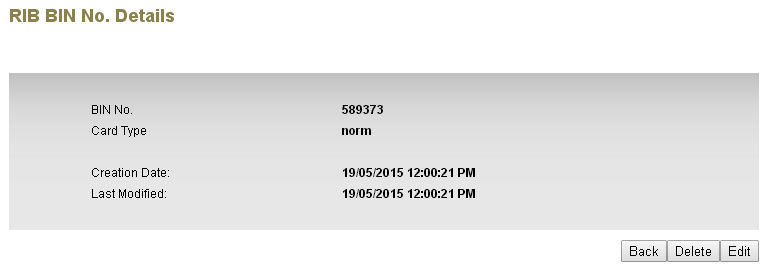 RIB BIN No. Details
BIN No. 589373
Card Type norm
Creation Date: 19/05/2015 12:00:21 PM
Last Modified: 19/05/2015 12:00:21 PM
Back Delete Edit